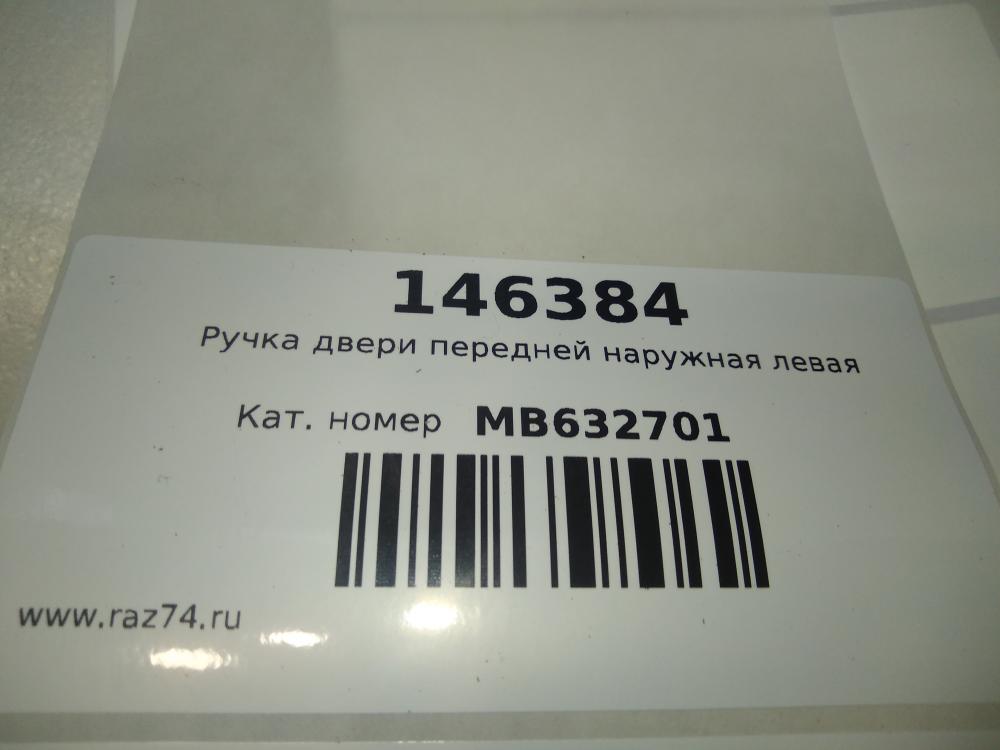 146384
Ручка двери передней наружная левая
Кат. номер MB632701
www.raz74.ru